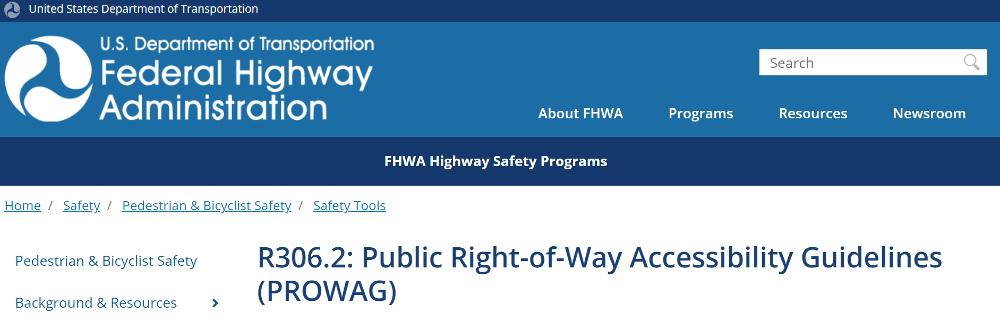 United States Department of Transportation
U.S. Department of Transportation
Federal Highway
Administration
Search
About FHWA Programs Resources Newsroom
FHWA Highway Safety Programs
Home / Safety / Pedestrian & Bicyclist Safety / Safety Tools
Pedestrian & Bicyclist Safety
Background & Resources
R306.2: Public Right-of-Way Accessibility Guidelines
(PROWAG)